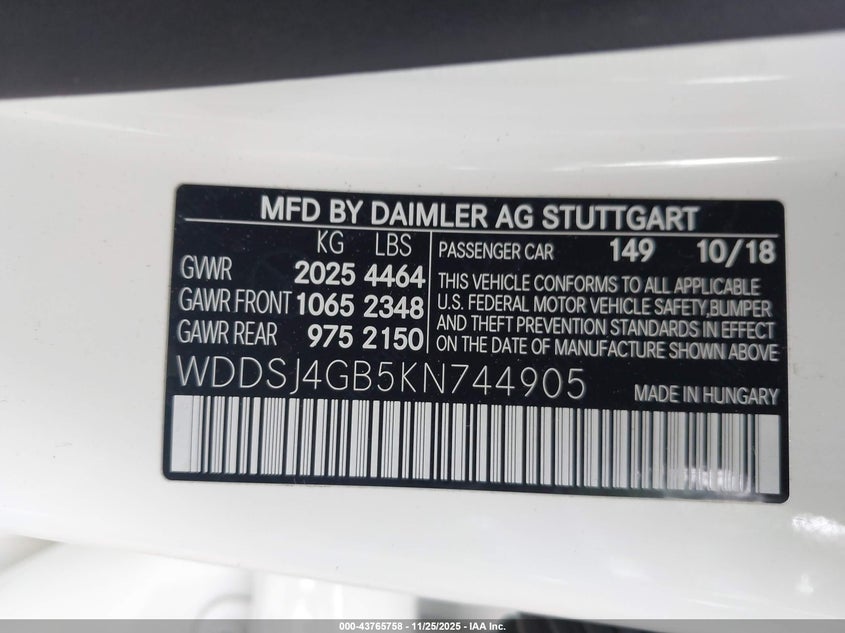 MFD BY DAIMLER AG STUTTGART
KG LBS
GVWR 2025 4464
GAWR FRONT 1065 2348
GAWR REAR 975 2150
PASSENGER CAR 149 10/18
THIS VEHICLE CONFORMS TO ALL APPLICABLE
U.S. FEDERAL MOTOR VEHICLE SAFETY,BUMPER
AND THEFT PREVENTION STANDARDS IN EFFECT
ON THE DATE OF MANUFACTURE SHOWN ABOVE
WDDSJ4GB5KN744905
MADE IN HUNGARY
000-43765758 - 11/25/2025 - IAA Inc.